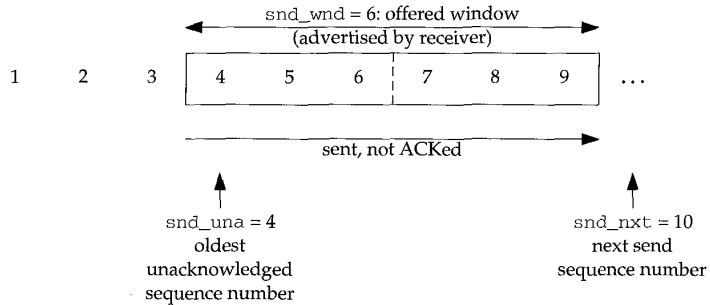 snd_wnd = 6: offered window
(advertised by receiver)
1 2 3 4 5 6 7 8 9 ...
sent, not ACKed
snd_una = 4
oldest
unacknowledged
sequence number
snd_nxt = 10
next send
sequence number